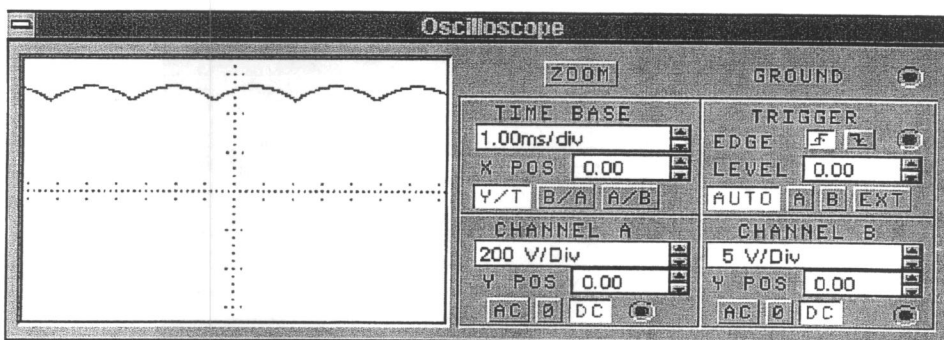 Oscilloscope
ZOOM GROUND
TIME BASE
1.00ms/div
X POS 0.00
Y/T B/A A/B
TRIGGER
EDGE
LEVEL 0.00
AUTO A B EXT
CHANNEL A
200 V/Div
Y POS 0.00
AC 0 DC
CHANNEL B
5 V/Div
Y POS 0.00
AC 0 DC